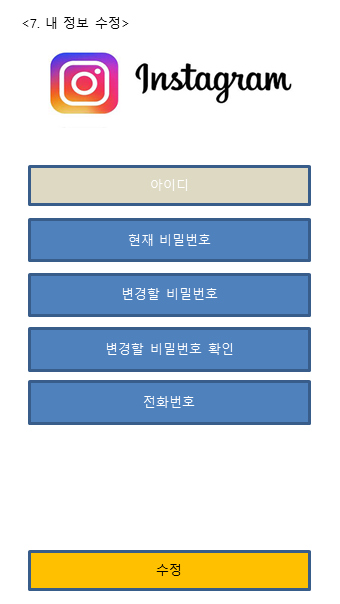 <7. 내 정보 수정>
Instagram
아이디
현재 비밀번호
변경할 비밀번호
변경할 비밀번호 확인
전화번호
수정